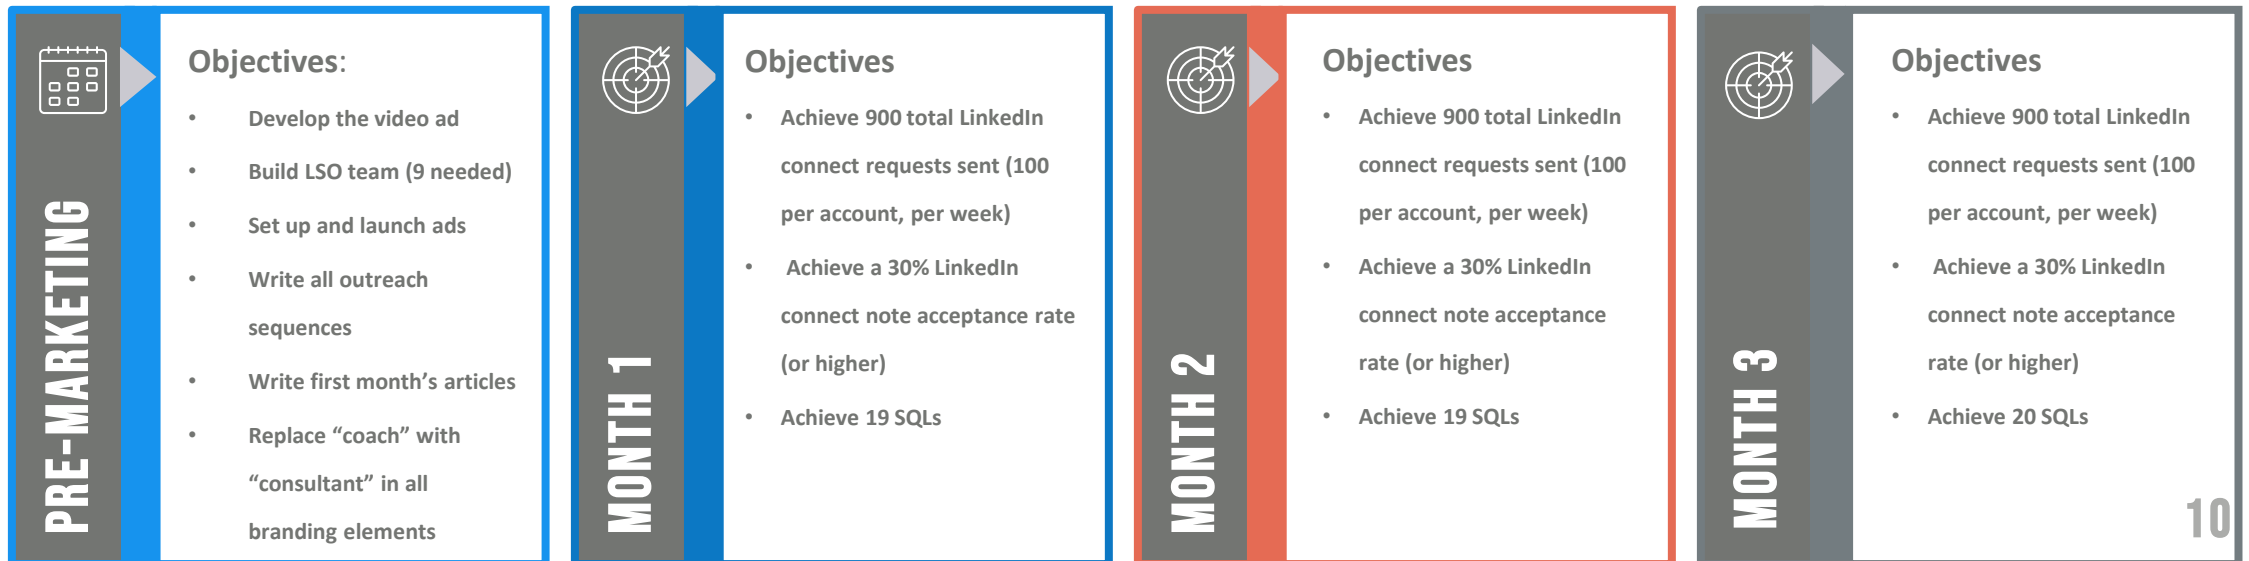 PRE-MARKETING
Objectives:
• Develop the video ad
• Build LSO team (9 needed)
• Set up and launch ads
• Write all outreach
sequences
• Write first month’s articles
• Replace “coach” with
“consultant” in all
branding elements
MONTH 1
Objectives
• Achieve 900 total LinkedIn
connect requests sent (100
per account, per week)
• Achieve a 30% LinkedIn
connect note acceptance rate
(or higher)
• Achieve 19 SQLs
MONTH 2
Objectives
• Achieve 900 total LinkedIn
connect requests sent (100
per account, per week)
• Achieve a 30% LinkedIn
connect note acceptance
rate (or higher)
• Achieve 19 SQLs
MONTH 3
Objectives
• Achieve 900 total LinkedIn
connect requests sent (100
per account, per week)
• Achieve a 30% LinkedIn
connect note acceptance
rate (or higher)
• Achieve 20 SQLs
10